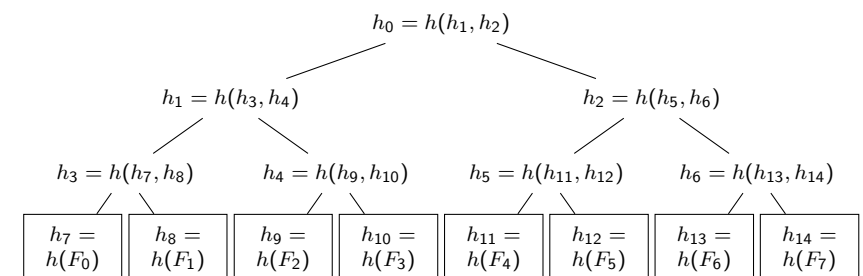 h₀ = h(h₁, h₂)
h₁ = h(h₃, h₄) h₂ = h(h₅, h₆)
h₃ = h(h₇, h₈) h₄ = h(h₉, h₁₀) h₅ = h(h₁₁, h₁₂) h₆ = h(h₁₃, h₁₄)
h₇ = h₈ = h₉ = h₁₀ = h₁₁ = h₁₂ = h₁₃ = h₁₄ =
h(F₀) h(F₁) h(F₂) h(F₃) h(F₄) h(F₅) h(F₆) h(F₇)